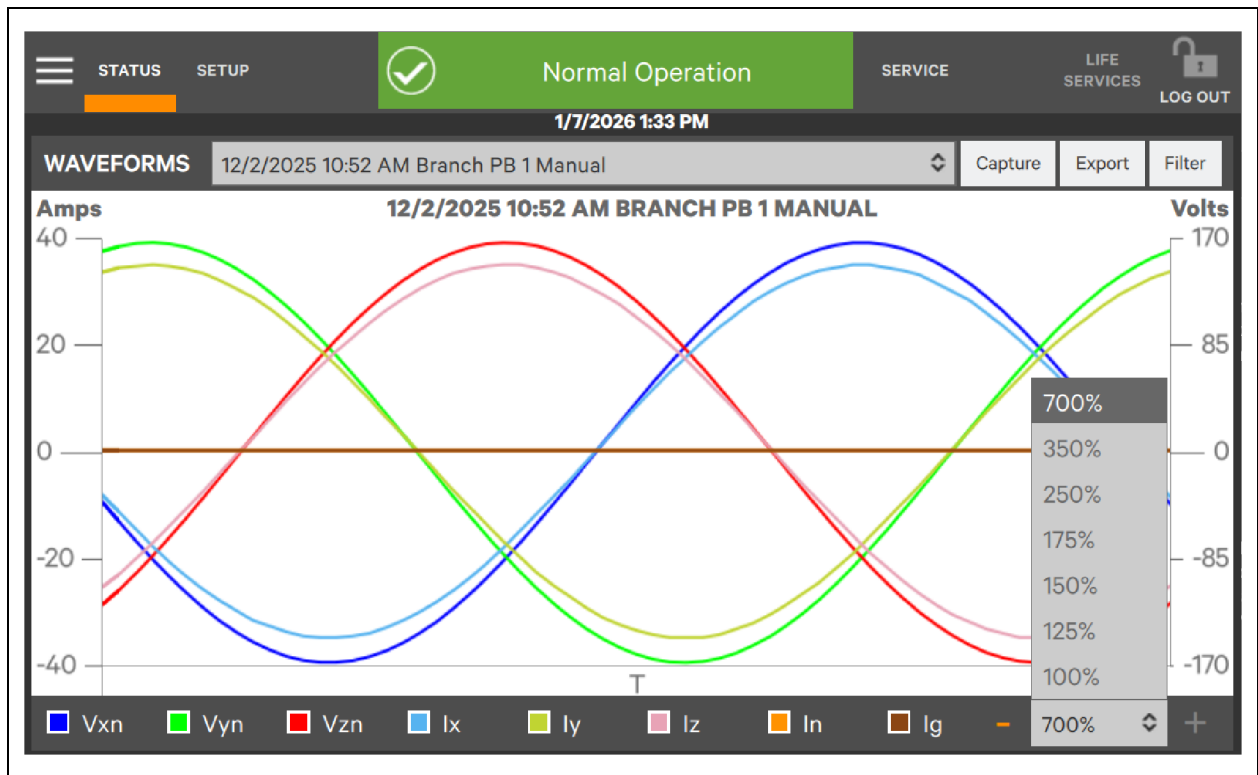 STATUS SETUP Normal Operation SERVICE LIFE SERVICES LOG OUT
1/7/2026 1:33 PM
WAVEFORMS 12/2/2025 10:52 AM Branch PB 1 Manual Capture Export Filter
Amps 12/2/2025 10:52 AM BRANCH PB 1 MANUAL Volts
40 170
20 85
700%
0 350% 0
250%
175%
-20 -85
150%
125%
-40 100% -170
T
Vxn Vyn Vzn Ix Iy Iz In Ig - 700% +